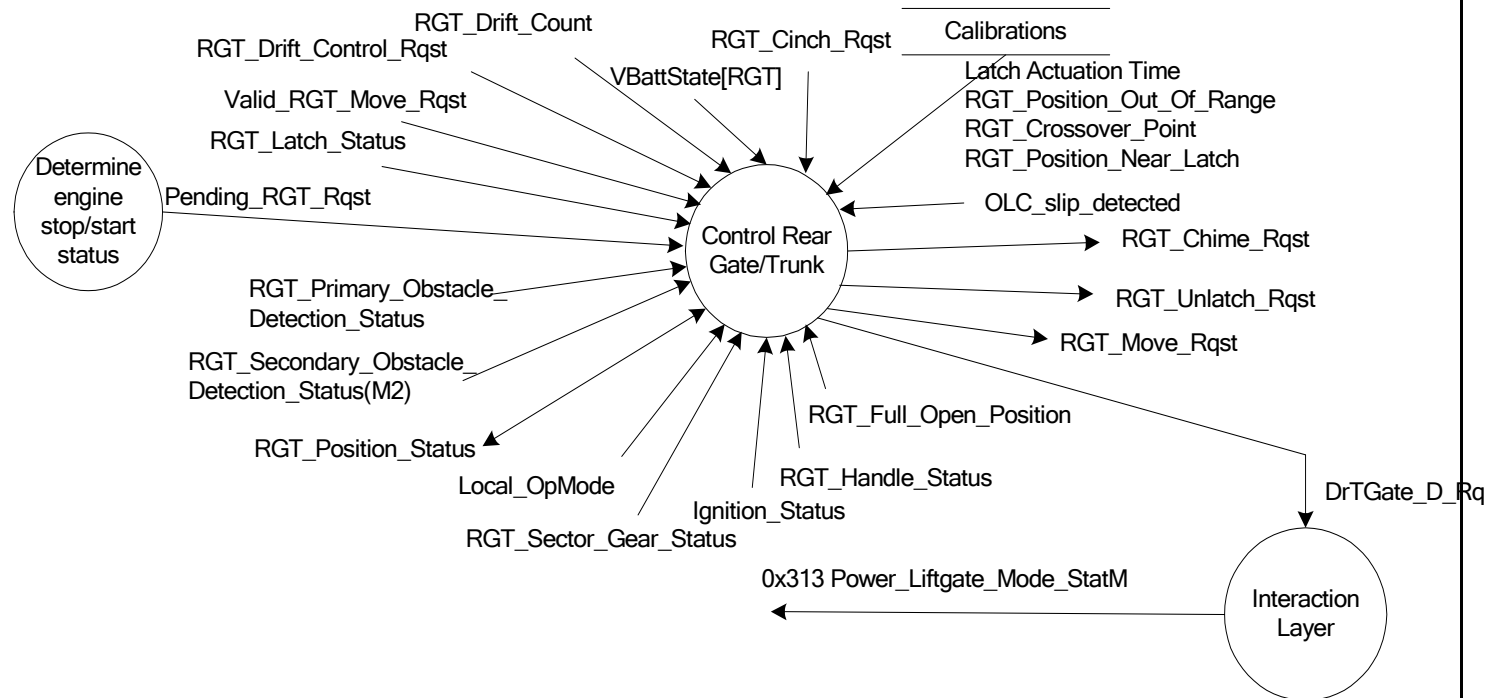 RGT_Drift_Count
RGT_Drift_Control_Rqst
RGT_Cinch_Rqst
Calibrations
VBattState[RGT]
Latch Actuation Time
RGT_Position_Out_Of_Range
RGT_Crossover_Point
RGT_Position_Near_Latch
Valid_RGT_Move_Rqst
RGT_Latch_Status
Determine
engine
stop/start
status
Pending_RGT_Rqst
OLC_slip_detected
Control Rear
Gate/Trunk
RGT_Chime_Rqst
RGT_Unlatch_Rqst
RGT_Move_Rqst
RGT_Primary_Obstacle_
Detection_Status
RGT_Secondary_Obstacle_
Detection_Status(M2)
RGT_Position_Status
Local_OpMode
RGT_Sector_Gear_Status
Ignition_Status
RGT_Handle_Status
RGT_Full_Open_Position
DrTGate_D_Rq
0x313 Power_Liftgate_Mode_StatM
Interaction
Layer